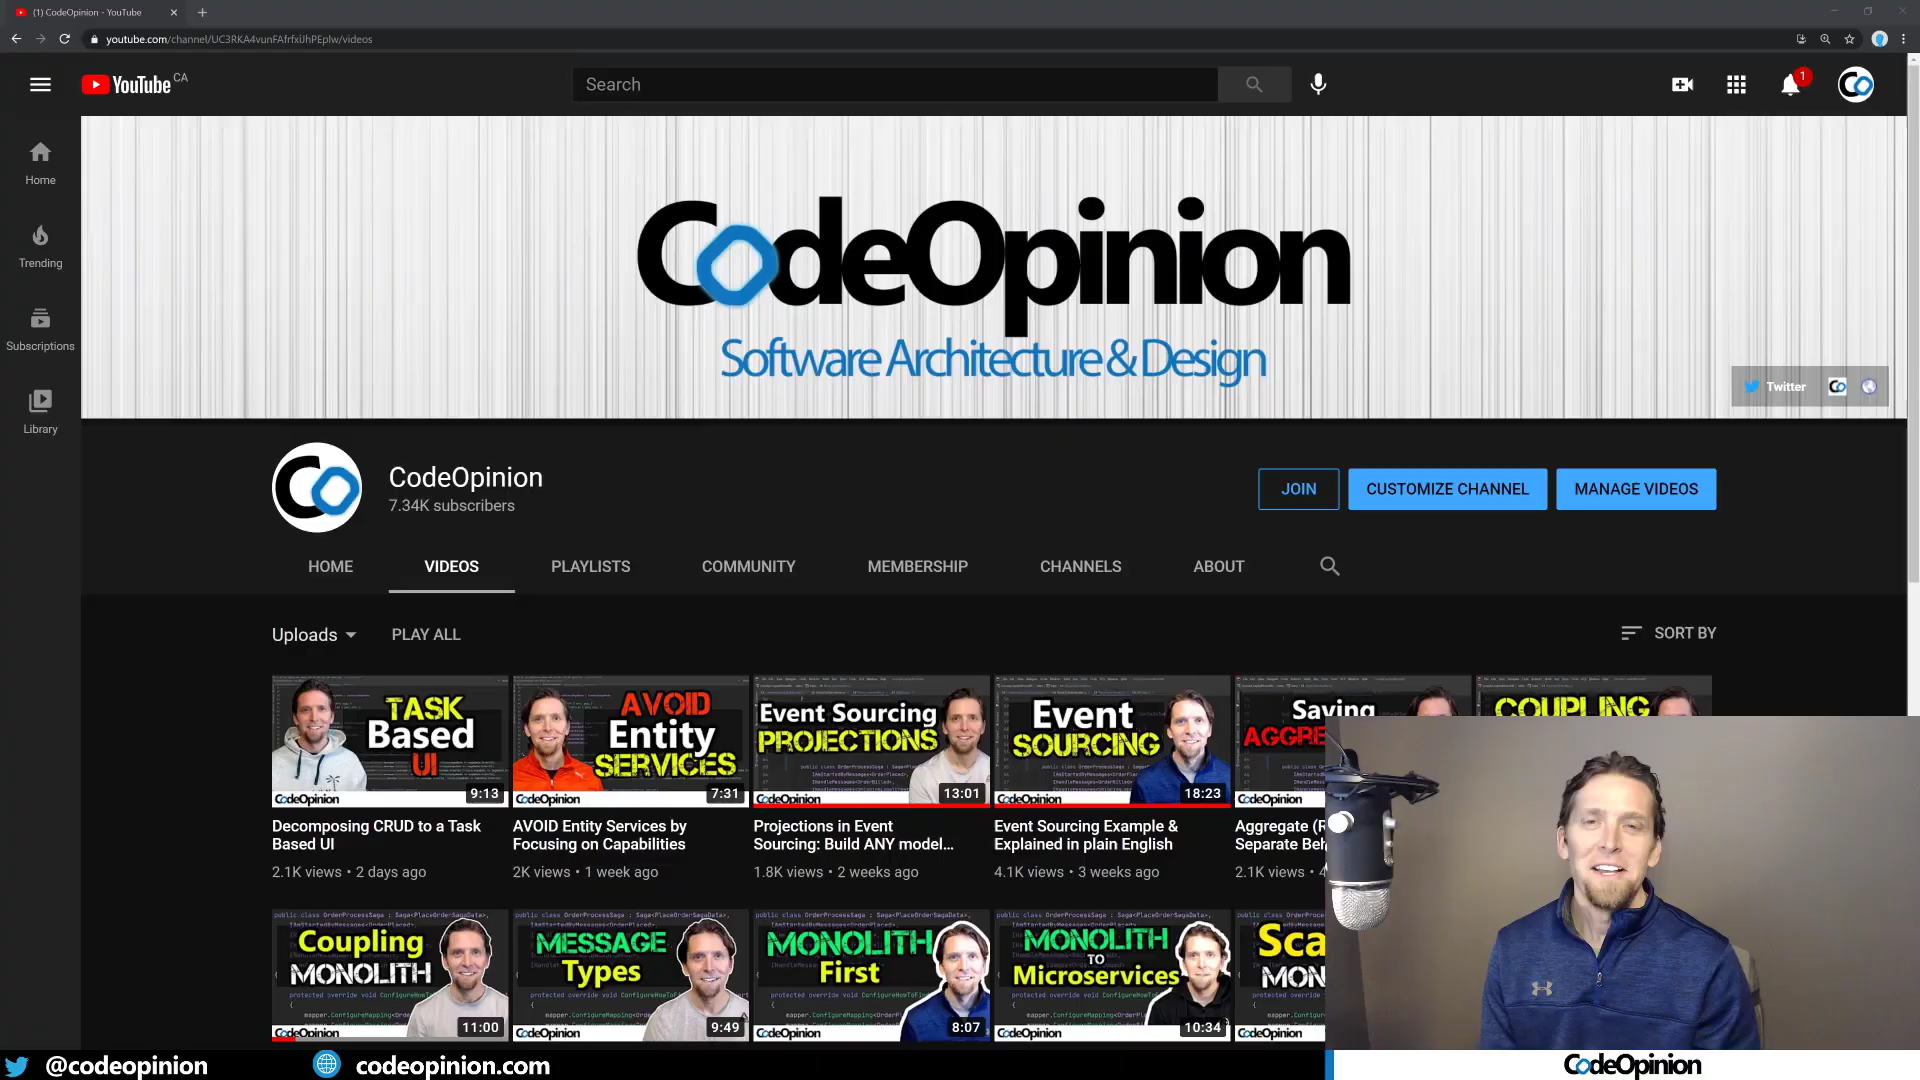 (1) CodeOpinion - YouTube
youtube.com/channel/UC3RKA4vunFAfrfxiJhPEplw/videos
YouTube CA
Search
1
Home
Trending
Subscriptions
Library
CodeOpinion
Software Architecture & Design
Twitter
CodeOpinion
7.34K subscribers
JOIN
CUSTOMIZE CHANNEL
MANAGE VIDEOS
HOME
VIDEOS
PLAYLISTS
COMMUNITY
MEMBERSHIP
CHANNELS
ABOUT
Uploads
PLAY ALL
SORT BY
TASK
Based
UI
CodeOpinion
9:13
Decomposing CRUD to a Task
Based UI
2.1K views • 2 days ago
AVOID
Entity
SERVICES
CodeOpinion
7:31
AVOID Entity Services by
Focusing on Capabilities
2K views • 1 week ago
Event Sourcing
PROJECTIONS
CodeOpinion
13:01
Projections in Event
Sourcing: Build ANY model...
1.8K views • 2 weeks ago
Event
SOURCING
CodeOpinion
18:23
Event Sourcing Example &
Explained in plain English
4.1K views • 3 weeks ago
Saving
AGGRE
CodeOpinion
Aggregate (R
Separate Beh
2.1K views •
COUPLING
Coupling
MONOLITH
CodeOpinion
11:00
MESSAGE
Types
CodeOpinion
9:49
MONOLITH
First
CodeOpinion
8:07
MONOLITH
TO
Microservices
CodeOpinion
10:34
Sca
MON
CodeOpinion
@codeopinion
codeopinion.com
CodeOpinion